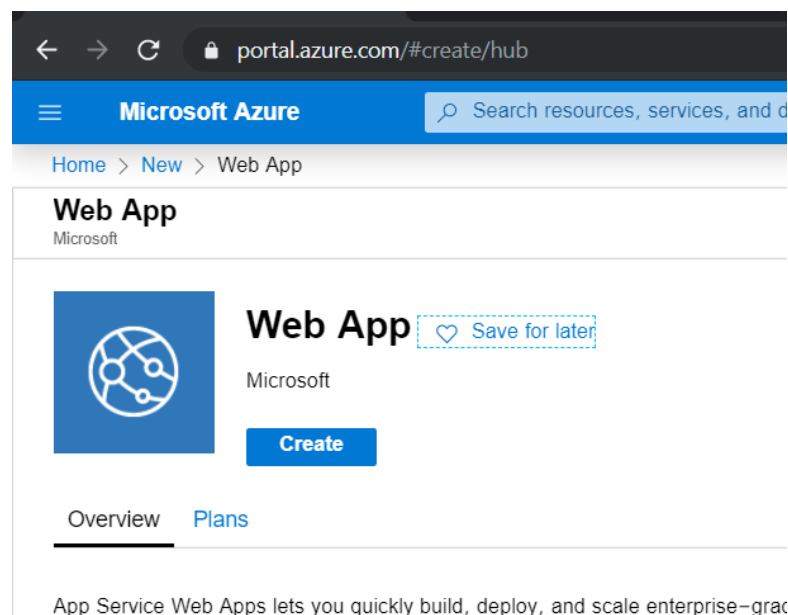 portal.azure.com/#create/hub
Microsoft Azure
Search resources, services, and d
Home > New > Web App
Web App
Microsoft
Web App
Save for later
Microsoft
Create
Overview Plans
App Service Web Apps lets you quickly build, deploy, and scale enterprise-grad